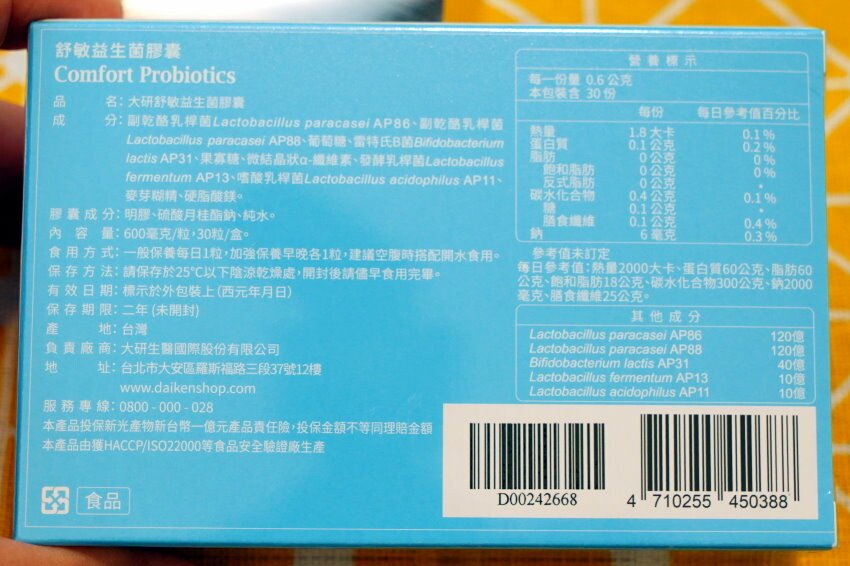 舒敏益生菌膠囊
Comfort Probiotics
品 名：大研舒敏益生菌膠囊
成 分：副乾酪乳桿菌Lactobacillus paracasei AP86、副乾酪乳桿菌
Lactobacillus paracasei AP88、葡萄糖、雷特氏B菌Bifidobacterium
lactis AP31、果寡糖、微結晶狀α-纖維素、發酵乳桿菌Lactobacillus
fermentum AP13、嗜酸乳桿菌Lactobacillus acidophilus AP11、
麥芽糊精、硬脂酸鎂。
膠囊成分：明膠、硫酸月桂酯鈉、純水。
內 容 量：600毫克/粒，30粒/盒。
食用方式：一般保養每日1粒，加強保養早晚各1粒，建議空腹時搭配開水食用。
保存方法：請保存於25℃以下陰涼乾燥處，開封後請儘早食用完畢。
有效日期：標示於外包裝上(西元年月日)
保存期限：二年(未開封)
產 地：台灣
負責廠商：大研生醫國際股份有限公司
地 址：台北市大安區羅斯福路三段37號12樓
www.daikenshop.com
服務專線：0800-000-028
本產品投保新光產物新台幣一億元產品責任險，投保金額不等同理賠金額
本產品由獲HACCP/ISO22000等食品安全驗證廠生產
食品
營養標示
每一份量 0.6公克
本包裝含 30份
每份 每日參考值百分比
熱量 1.8大卡 0.1%
蛋白質 0.1公克 0.2%
脂肪 0公克 0%
飽和脂肪 0公克 0%
反式脂肪 0公克 *
碳水化合物 0.4公克 0.1%
糖 0.1公克 *
膳食纖維 0.1公克 0.4%
鈉 6毫克 0.3%
參考值未訂定
每日參考值：熱量2000大卡、蛋白質60公克、脂肪60
公克、飽和脂肪18公克、碳水化合物300公克、鈉2000
毫克、膳食纖維25公克。
其他成分
Lactobacillus paracasei AP86 120億
Lactobacillus paracasei AP88 120億
Bifidobacterium lactis AP31 40億
Lactobacillus fermentum AP13 10億
Lactobacillus acidophilus AP11 10億
D00242668
4 710255 450388